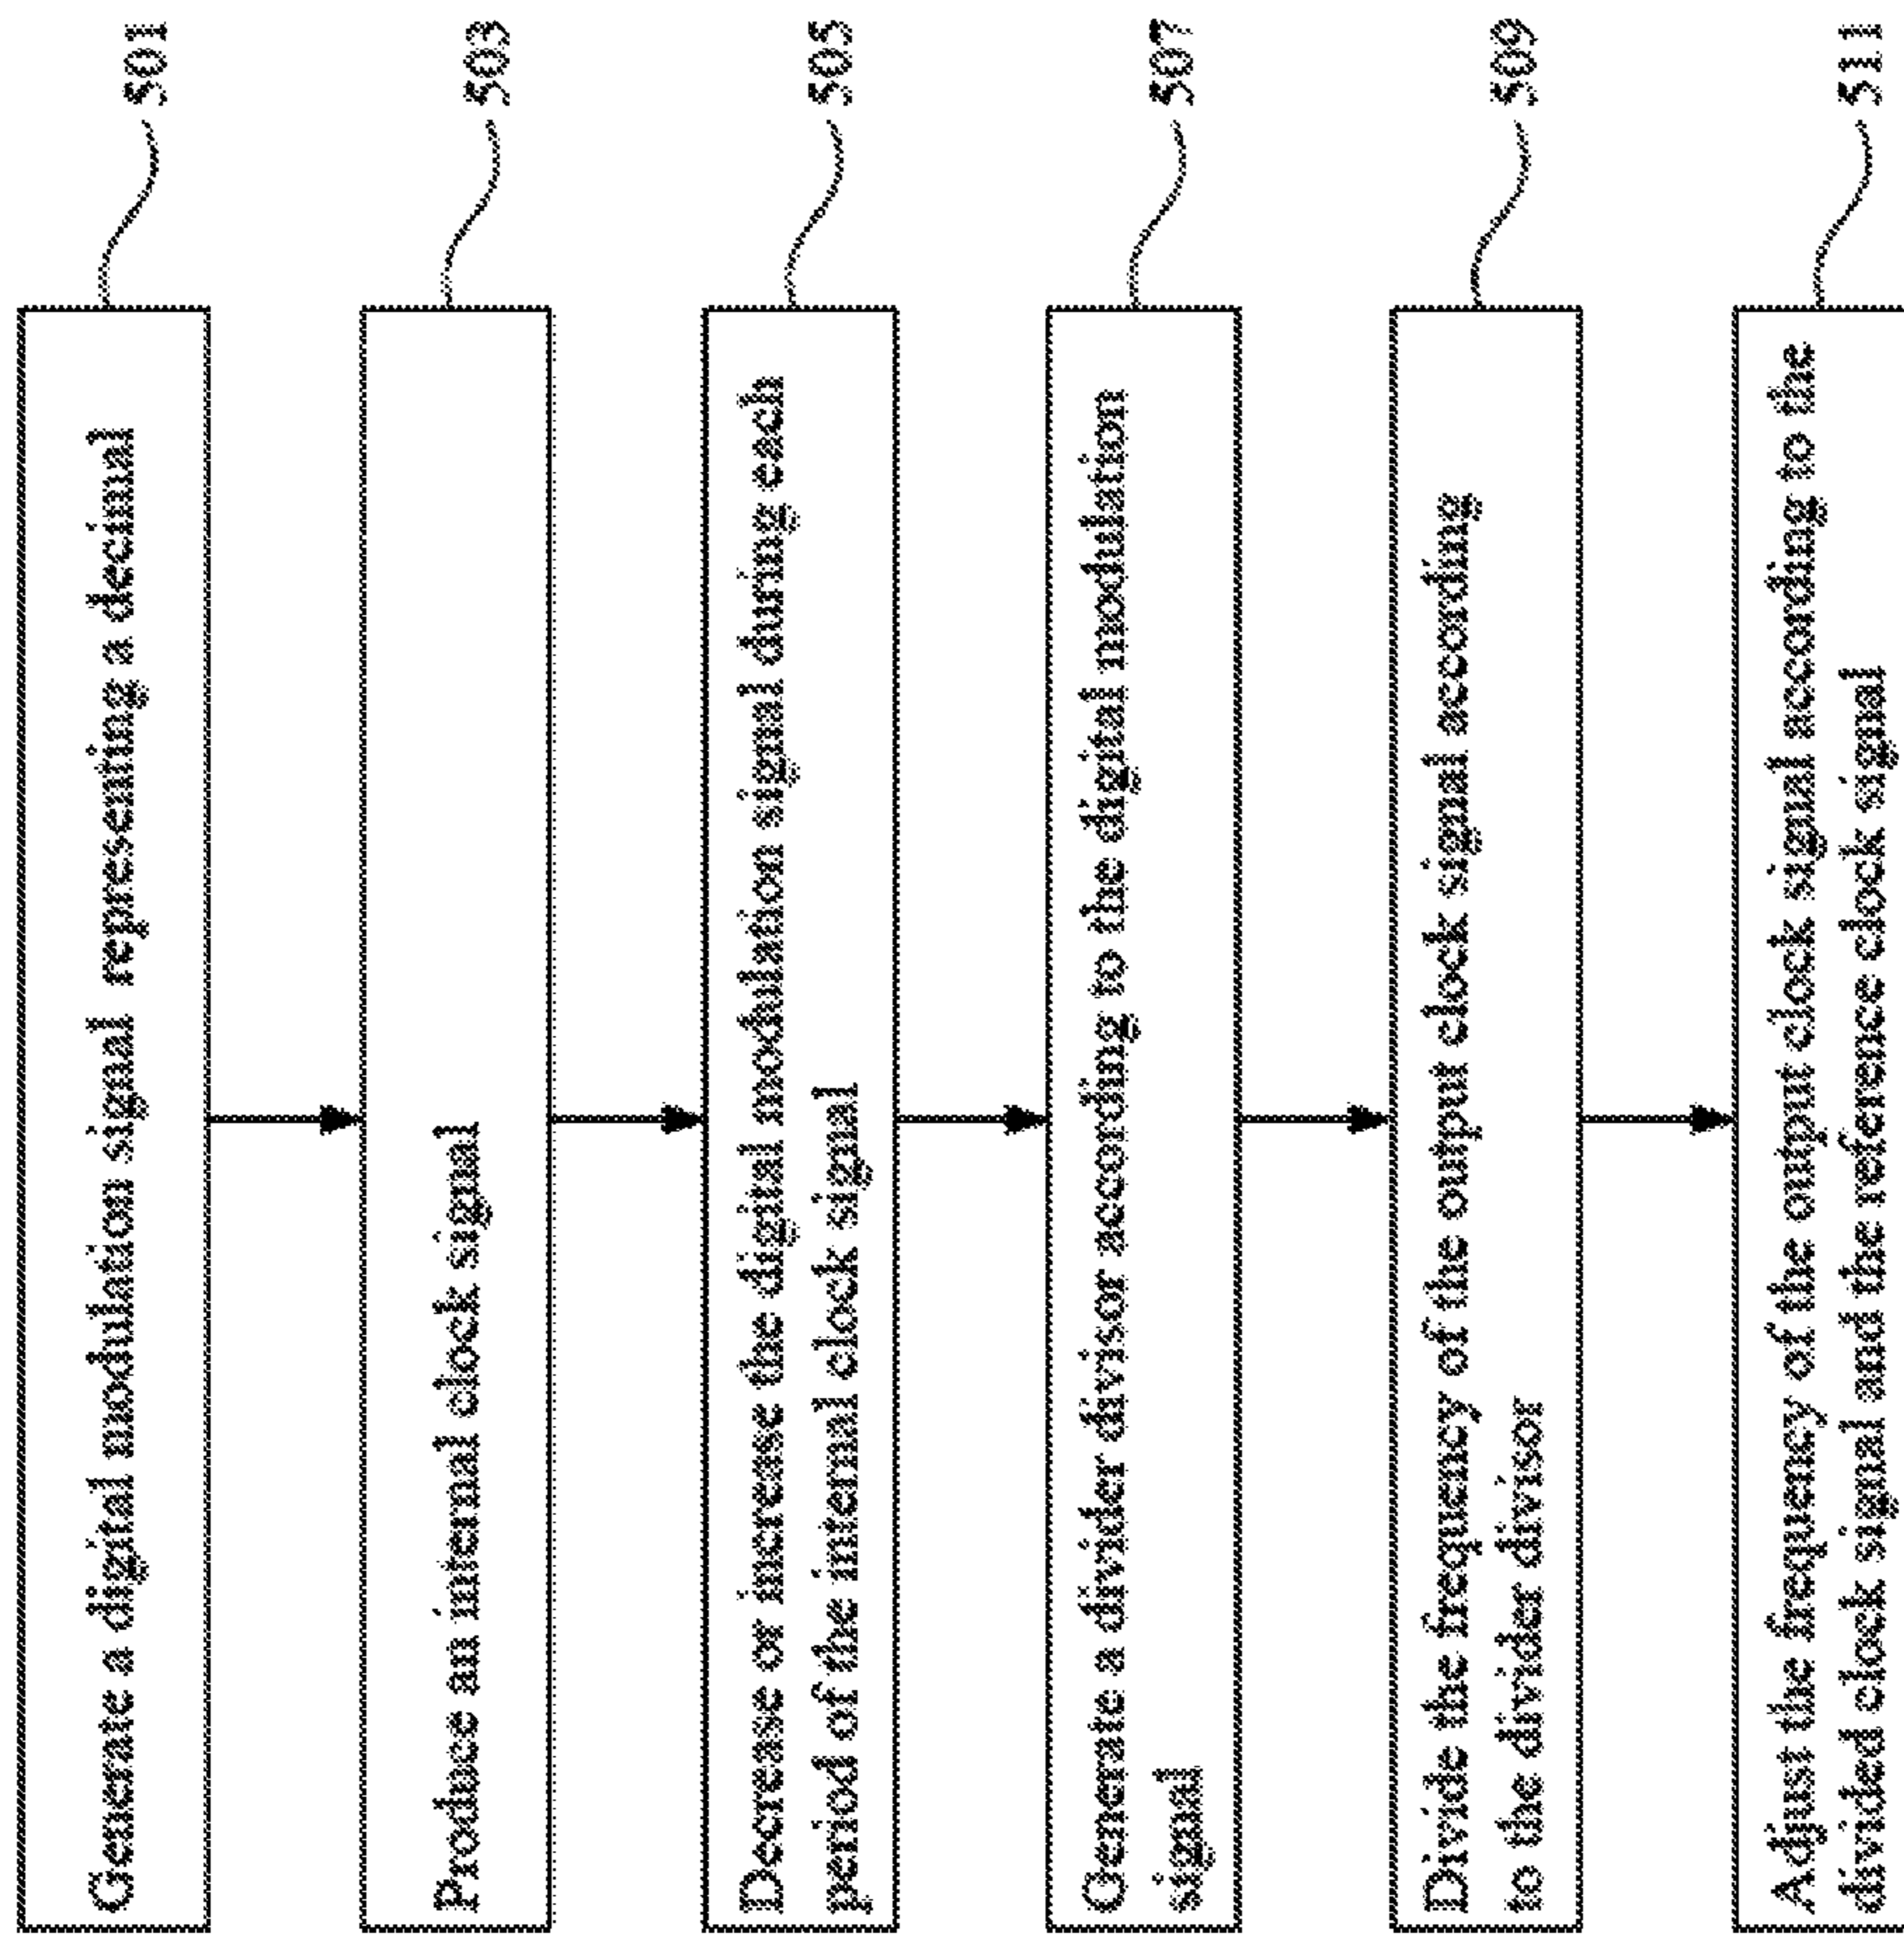 Generate a digital modulation signal representing a decimal
501
Produce an internal clock signal
503
Decrease or increase the digital modulation signal during each
period of the internal clock signal
505
Generate a divider divisor according to the digital modulation
signal
507
Divide the frequency of the output clock signal according
to the divider divisor
509
Adjust the frequency of the output clock signal according to the
divided clock signal and the reference clock signal
511